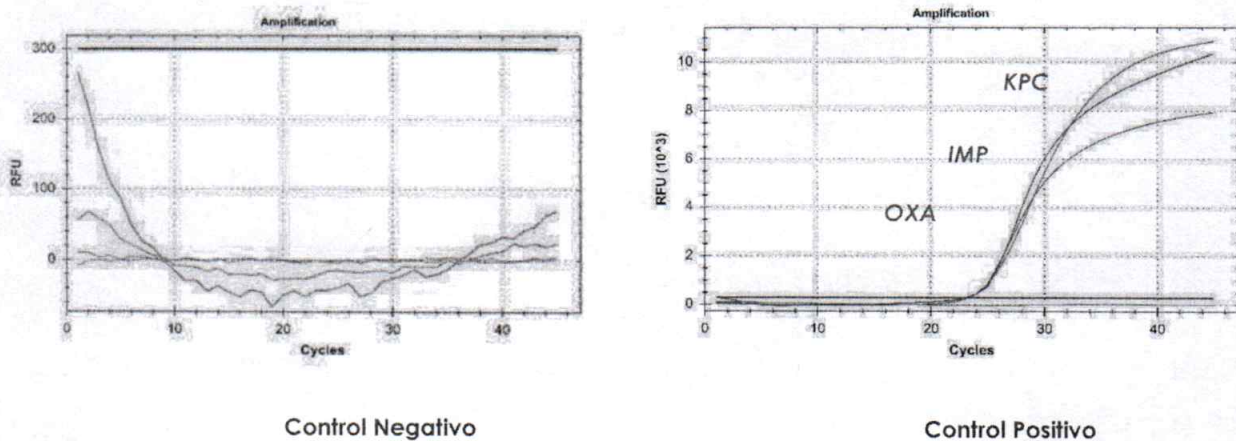 Amplification
300
200
100
0
RFU
0
10
20
30
40
Cycles
Control Negativo
Amplification
10
8
6
4
2
0
RFU (10^3)
KPC
IMP
OXA
0
10
20
30
40
Cycles
Control Positivo